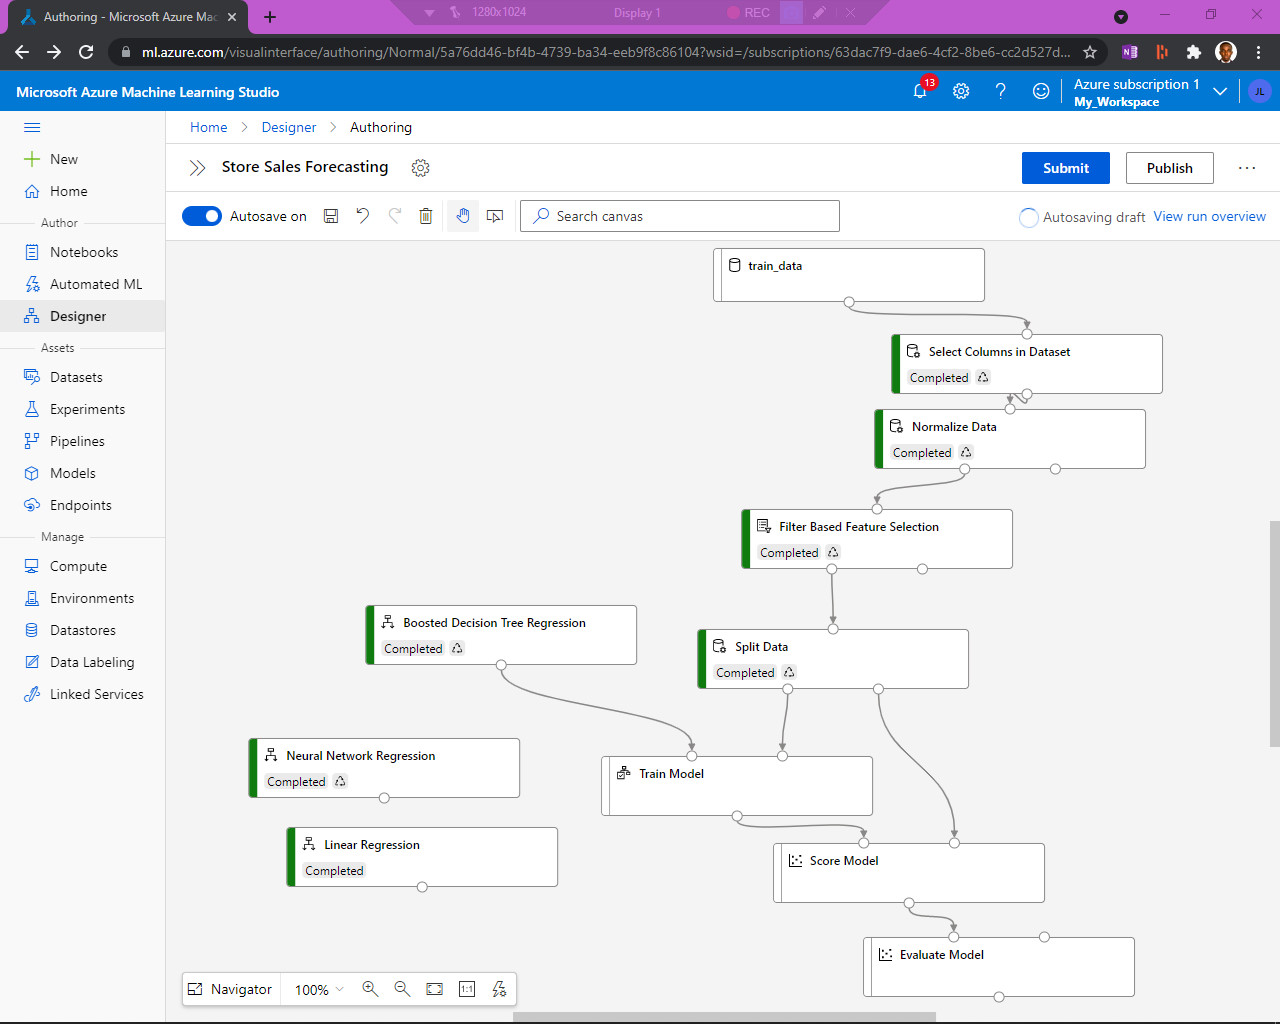 Authoring - Microsoft Azure Mac
1280x1024
Display 1
REC
ml.azure.com/visualinterface/authoring/Normal/5a76dd46-bf4b-4739-ba34-eeb9f8c86104?wsid=/subscriptions/63dac7f9-dae6-4cf2-8be6-cc2d527d...
Microsoft Azure Machine Learning Studio
13
Azure subscription 1
My_Workspace
JL
Home > Designer > Authoring
New
Home
Author
Notebooks
Automated ML
Designer
Assets
Datasets
Experiments
Pipelines
Models
Endpoints
Manage
Compute
Environments
Datastores
Data Labeling
Linked Services
Store Sales Forecasting
Submit
Publish
Autosave on
Search canvas
Autosaving draft
View run overview
train_data
Select Columns in Dataset
Completed
Normalize Data
Completed
Filter Based Feature Selection
Completed
Boosted Decision Tree Regression
Completed
Split Data
Completed
Neural Network Regression
Completed
Train Model
Linear Regression
Completed
Score Model
Evaluate Model
Navigator
100%
1:1